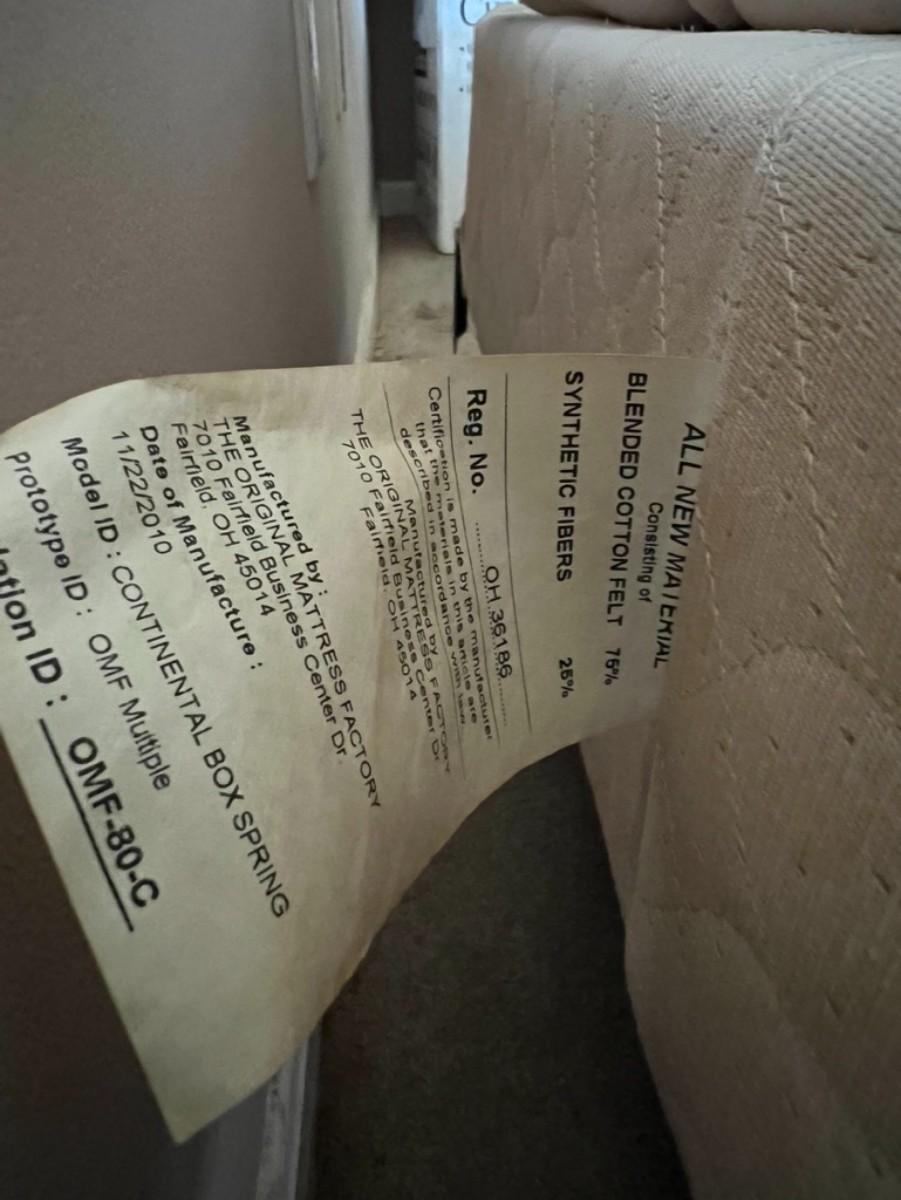 ALL NEW MATERIAL
Consisting of
BLENDED COTTON FELT 75%
SYNTHETIC FIBERS 25%
Reg. No. ........OH 36186........
Certification is made by the manufacturer
that the materials in this article are
described in accordance with law
Manufactured by:
THE ORIGINAL MATTRESS FACTORY
7010 Fairfield Business Center Dr
Fairfield, OH 45014
Manufactured by :
THE ORIGINAL MATTRESS FACTORY
7010 Fairfield Business Center Dr.
Fairfield, OH 45014
Date of Manufacture :
11/22/2010
Model ID : CONTINENTAL BOX SPRING
Prototype ID : OMF Multiple
ID : OMF-80-C